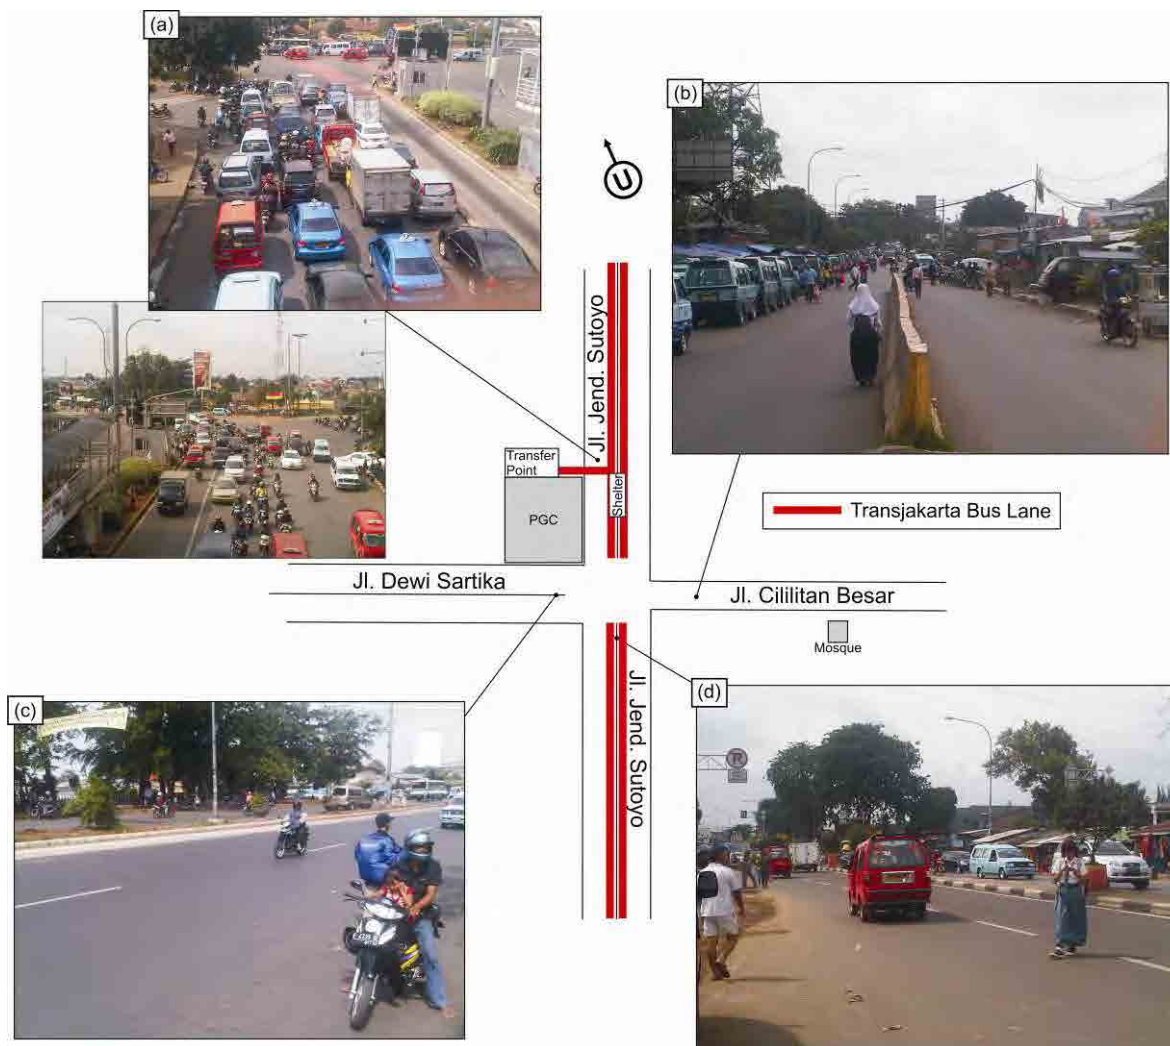 (a)
(b)
U
Jl. Jend. Sutoyo
Transfer
Point
Shelter
PGC
Transjakarta Bus Lane
Jl. Dewi Sartika
Jl. Cililitan Besar
Mosque
(c)
(d)
Jl. Jend. Sutoyo
R